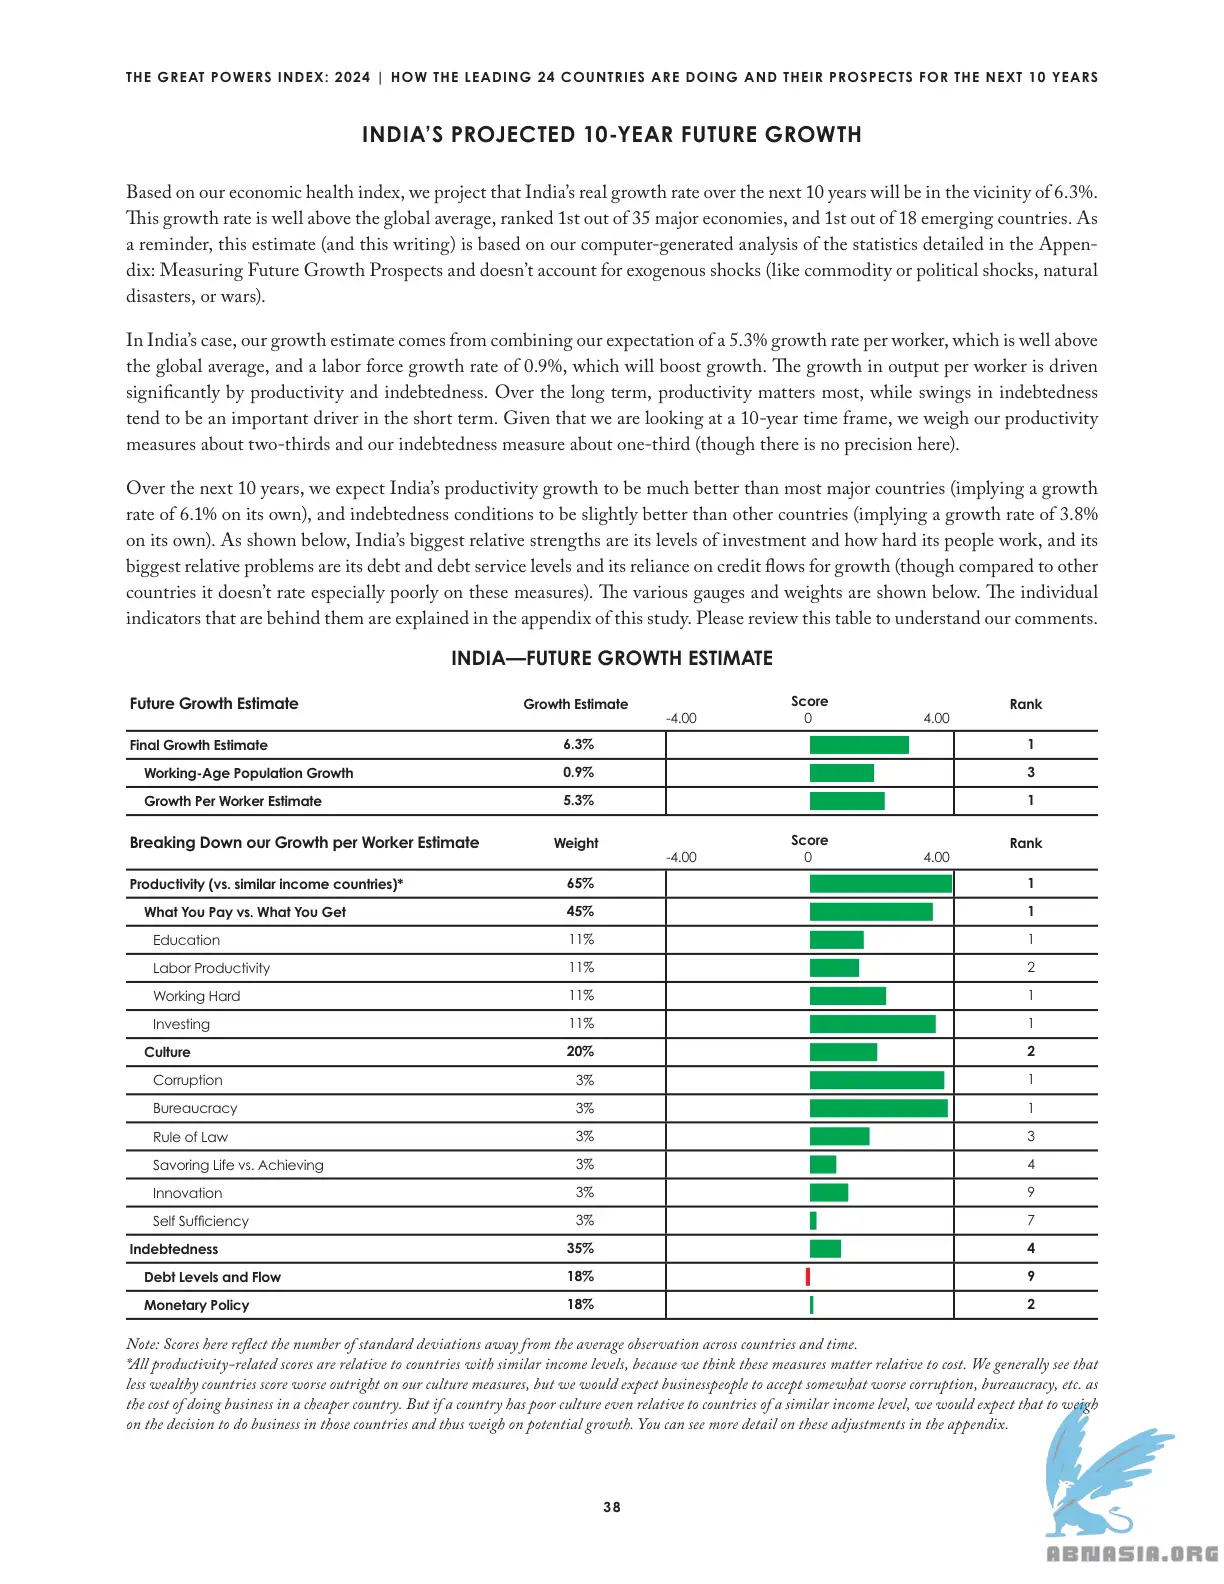 THE GREAT POWERS INDEX: 2024 | HOW THE LEADING 24 COUNTRIES ARE DOING AND THEIR PROSPECTS FOR THE NEXT 10 YEARS
INDIA'S PROJECTED 10-YEAR FUTURE GROWTH
Based on our economic health index, we project that India's real growth rate over the next 10 years will be in the vicinity of 6.3%.
This growth rate is well above the global average, ranked 1st out of 35 major economies, and 1st out of 18 emerging countries. As
a reminder, this estimate (and this writing) is based on our computer-generated analysis of the statistics detailed in the Appen-
dix: Measuring Future Growth Prospects and doesn't account for exogenous shocks (like commodity or political shocks, natural
disasters, or wars).
In India's case, our growth estimate comes from combining our expectation of a 5.3% growth rate per worker, which is well above
the global average, and a labor force growth rate of 0.9%, which will boost growth. The growth in output per worker is driven
significantly by productivity and indebtedness. Over the long term, productivity matters most, while swings in indebtedness
tend to be an important driver in the short term. Given that we are looking at a 10-year time frame, we weigh our productivity
measures about two-thirds and our indebtedness measure about one-third (though there is no precision here).
Over the next 10 years, we expect India's productivity growth to be much better than most major countries (implying a growth
rate of 6.1% on its own), and indebtedness conditions to be slightly better than other countries (implying a growth rate of 3.8%
on its own). As shown below, India's biggest relative strengths are its levels of investment and how hard its people work, and its
biggest relative problems are its debt and debt service levels and its reliance on credit flows for growth (though compared to other
countries it doesn't rate especially poorly on these measures). The various gauges and weights are shown below. The individual
indicators that are behind them are explained in the appendix of this study. Please review this table to understand our comments.
INDIA—FUTURE GROWTH ESTIMATE
Future Growth Estimate Growth Estimate Score Rank
-4.00 0 4.00
Final Growth Estimate 6.3% 1
Working-Age Population Growth 0.9% 3
Growth Per Worker Estimate 5.3% 1
Breaking Down our Growth per Worker Estimate Weight Score Rank
-4.00 0 4.00
Productivity (vs. similar income countries)* 65% 1
What You Pay vs. What You Get 45% 1
Education 11% 1
Labor Productivity 11% 2
Working Hard 11% 1
Investing 11% 1
Culture 20% 2
Corruption 3% 1
Bureaucracy 3% 1
Rule of Law 3% 3
Savoring Life vs. Achieving 3% 4
Innovation 3% 9
Self Sufficiency 3% 7
Indebtedness 35% 4
Debt Levels and Flow 18% 9
Monetary Policy 18% 2
Note: Scores here reflect the number of standard deviations away from the average observation across countries and time.
*All productivity-related scores are relative to countries with similar income levels, because we think these measures matter relative to cost. We generally see that
less wealthy countries score worse outright on our culture measures, but we would expect businesspeople to accept somewhat worse corruption, bureaucracy, etc. as
the cost of doing business in a cheaper country. But if a country has poor culture even relative to countries of a similar income level, we would expect that to weigh
on the decision to do business in those countries and thus weigh on potential growth. You can see more detail on these adjustments in the appendix.
38
ABNASIA.ORG